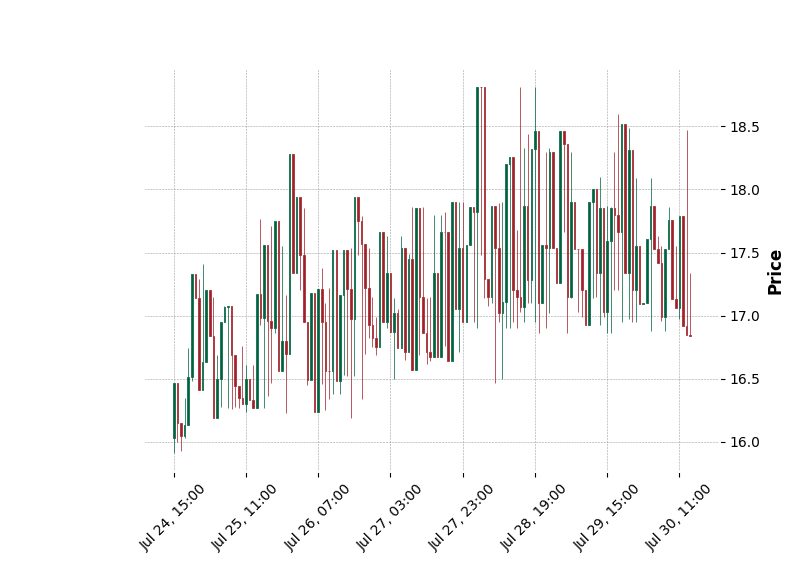 18.5
18.0
17.5
17.0
16.5
16.0
Price
Jul 24, 15:00
Jul 25, 11:00
Jul 26, 07:00
Jul 27, 03:00
Jul 27, 23:00
Jul 28, 19:00
Jul 29, 15:00
Jul 30, 11:00